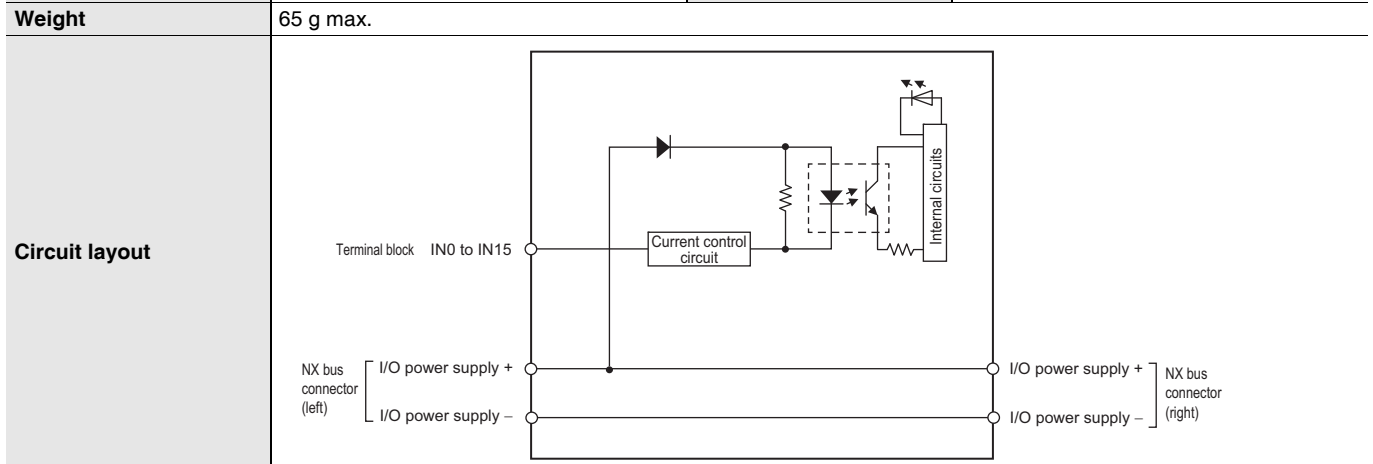 Weight
65 g max.
Circuit layout
Internal circuits
Terminal block IN0 to IN15
Current control
circuit
NX bus
connector
(left)
I/O power supply +
I/O power supply −
I/O power supply +
I/O power supply −
NX bus
connector
(right)